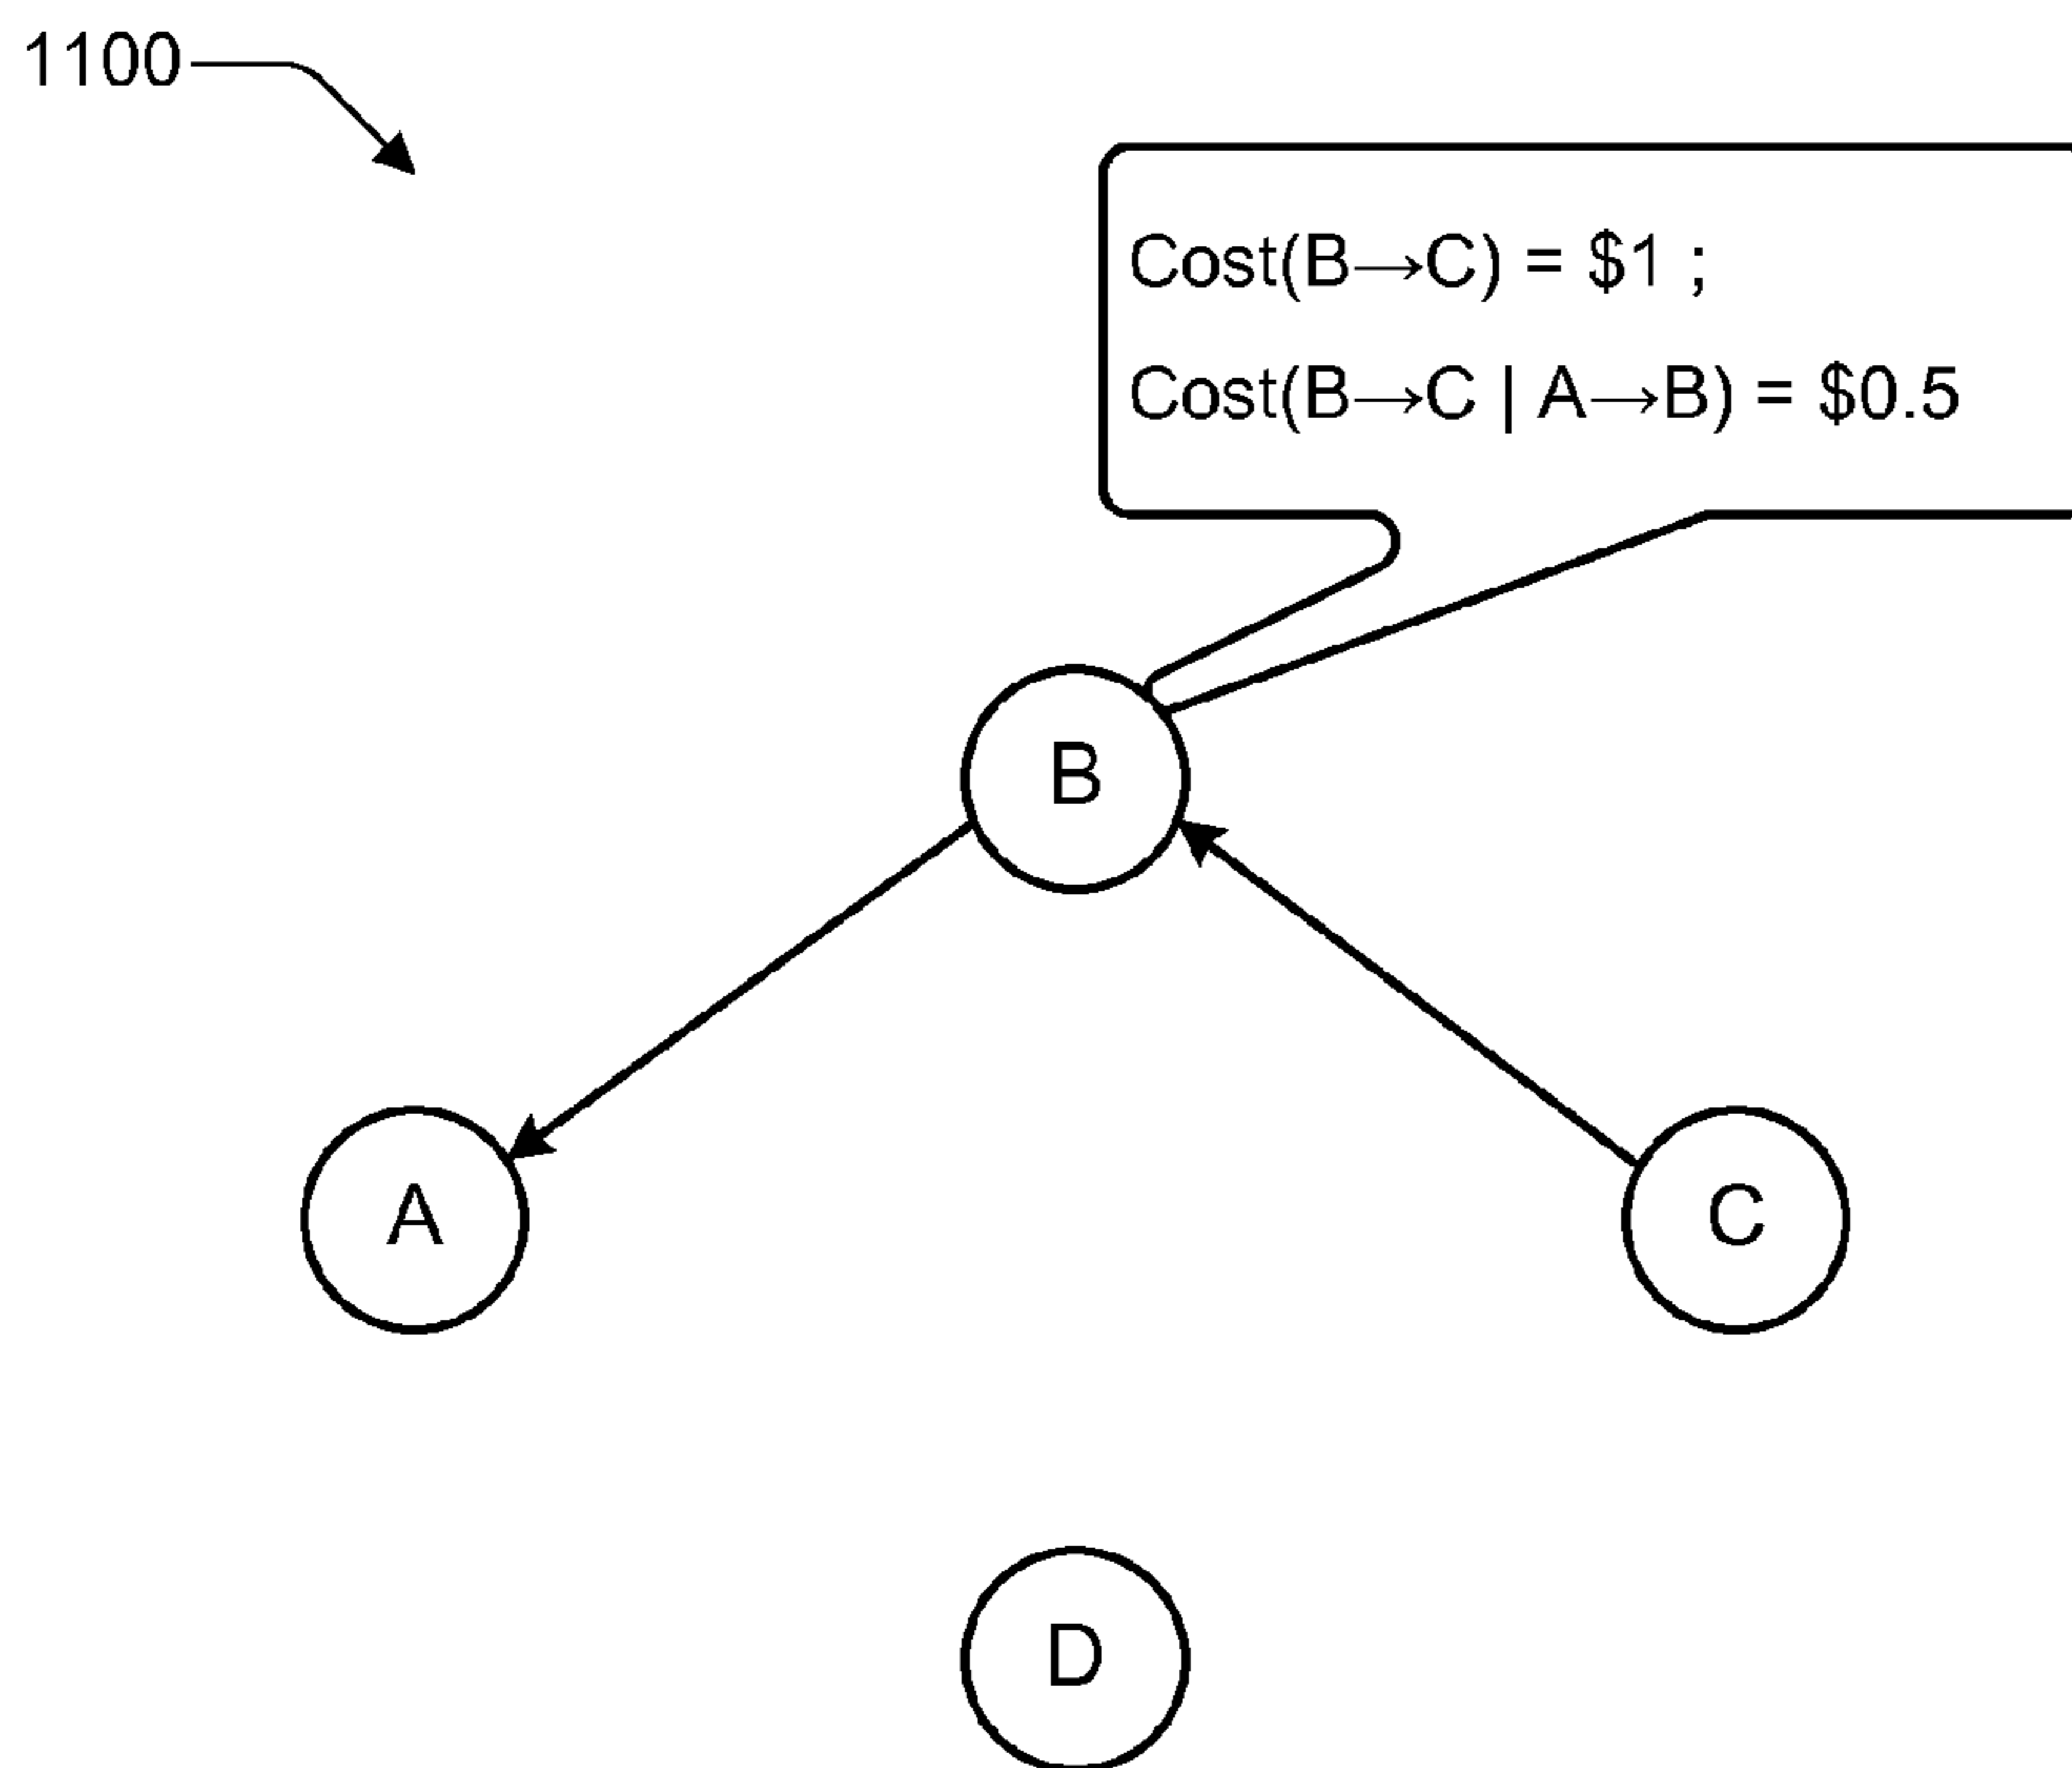 1100
Cost(B→C) = $1 ;
Cost(B→C | A→B) = $0.5
B
A
C
D